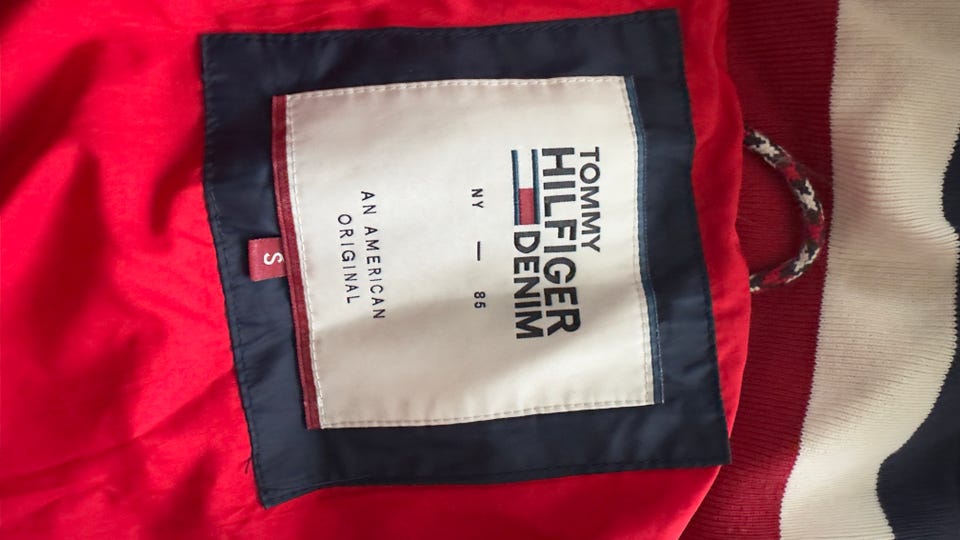 TOMMY
HILFIGER
DENIM
NY — 85
AN AMERICAN
ORIGINAL
S